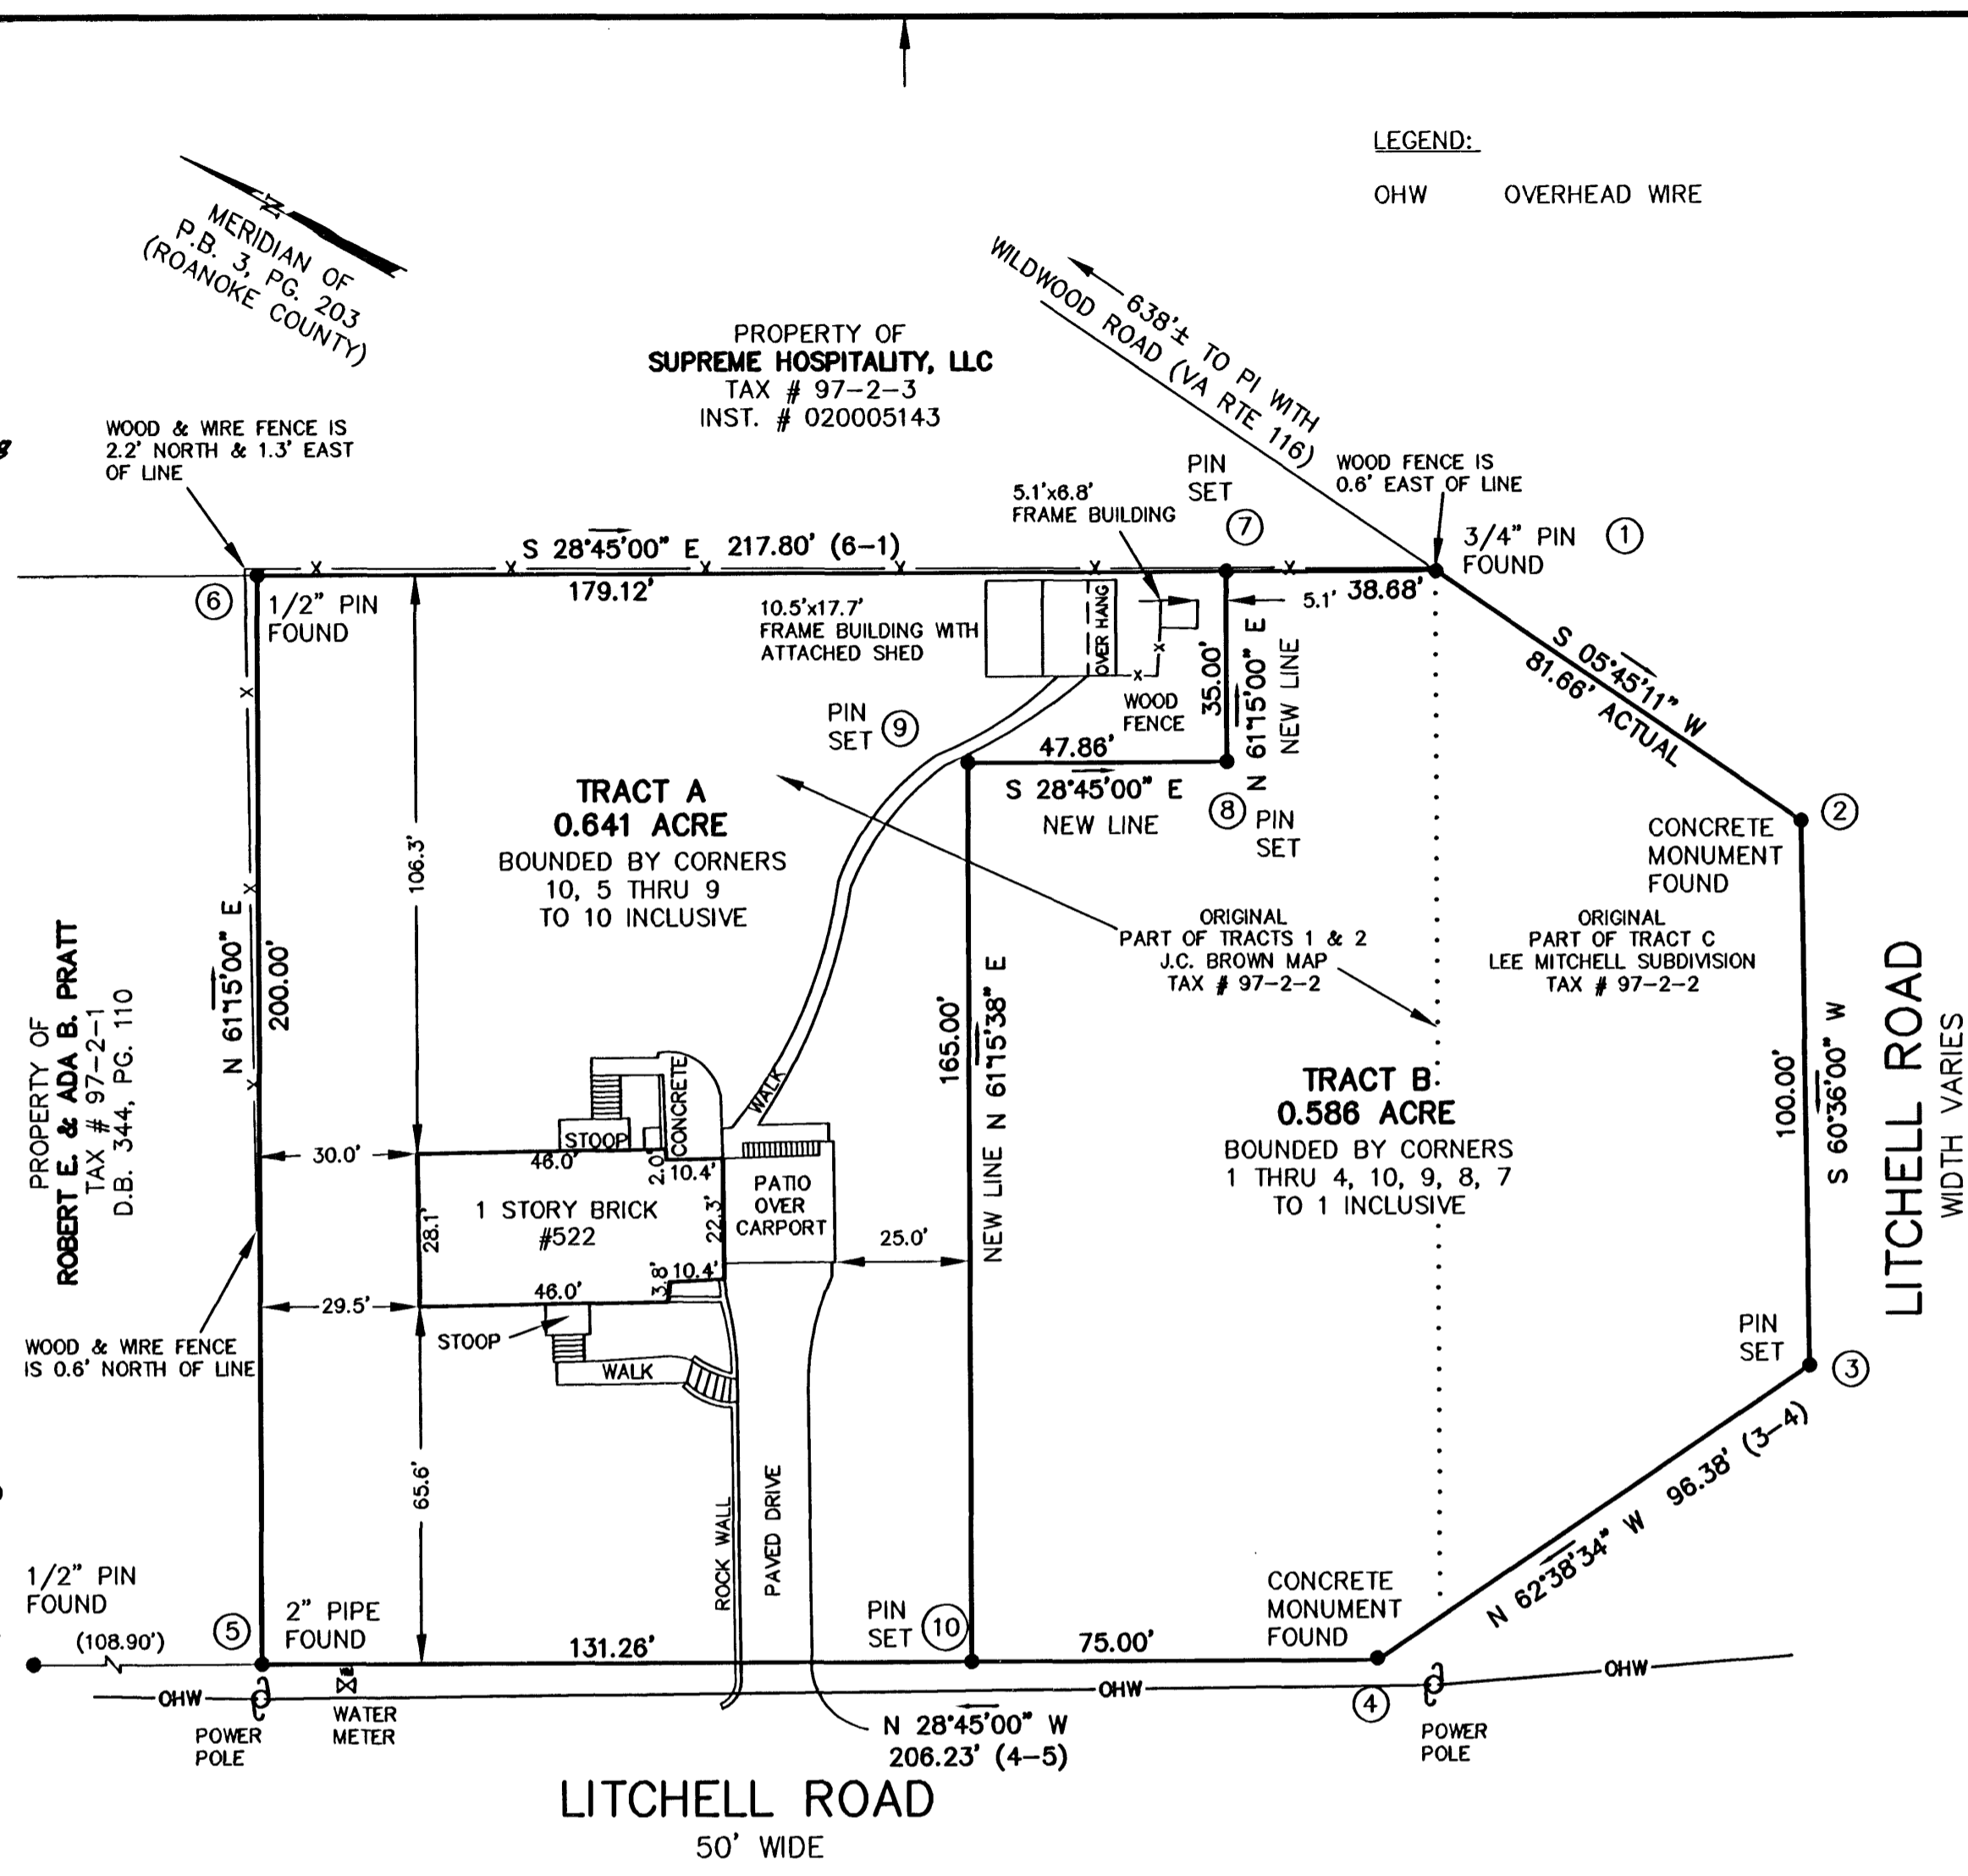 LEGEND:
OHW OVERHEAD WIRE
N
MERIDIAN OF
P.B. 3, PG. 203
(ROANOKE COUNTY)
638'± TO PI WITH
WILDWOOD ROAD (VA RTE 116)
PROPERTY OF
SUPREME HOSPITALITY, LLC
TAX # 97-2-3
INST. # 020005143
WOOD & WIRE FENCE IS
2.2' NORTH & 1.3' EAST
OF LINE
WOOD FENCE IS
0.6' EAST OF LINE
PIN
SET
7
5.1'x6.8'
FRAME BUILDING
3/4" PIN
FOUND
1
S 28°45'00" E 217.80' (6-1)
179.12'
38.68'
5.1'
6
1/2" PIN
FOUND
10.5'x17.7'
FRAME BUILDING WITH
ATTACHED SHED
OVER HANG
WOOD
FENCE
35.00'
N 61°15'00" E
NEW LINE
S 05°45'11" W
81.66' ACTUAL
PIN
SET
9
47.86'
S 28°45'00" E
NEW LINE
8
PIN
SET
2
CONCRETE
MONUMENT
FOUND
TRACT A
0.641 ACRE
BOUNDED BY CORNERS
10, 5 THRU 9
TO 10 INCLUSIVE
106.3'
ORIGINAL
PART OF TRACTS 1 & 2
J.C. BROWN MAP
TAX # 97-2-2
ORIGINAL
PART OF TRACT C
LEE MITCHELL SUBDIVISION
TAX # 97-2-2
PROPERTY OF
ROBERT E. & ADA B. PRATT
TAX # 97-2-1
D.B. 344, PG. 110
N 61°15'00" E
200.00'
165.00'
NEW LINE N 61°15'38" E
TRACT B
0.586 ACRE
BOUNDED BY CORNERS
1 THRU 4, 10, 9, 8, 7
TO 1 INCLUSIVE
100.00'
S 60°36'00" W
LITCHELL ROAD
WIDTH VARIES
CONCRETE
WALK
STOOP
30.0'
46.0'
2.0'
10.4'
PATIO
OVER
CARPORT
1 STORY BRICK
#522
28.1'
22.3'
25.0'
3.8'
10.4'
46.0'
29.5'
STOOP
WALK
WOOD & WIRE FENCE
IS 0.6' NORTH OF LINE
65.6'
ROCK WALL
PAVED DRIVE
PIN
SET
3
N 62°38'34" W 96.38' (3-4)
1/2" PIN
FOUND
(108.90')
5
2" PIPE
FOUND
131.26'
PIN
SET
10
75.00'
CONCRETE
MONUMENT
FOUND
4
OHW
OHW
OHW
POWER
POLE
WATER
METER
N 28°45'00" W
206.23' (4-5)
POWER
POLE
LITCHELL ROAD
50' WIDE